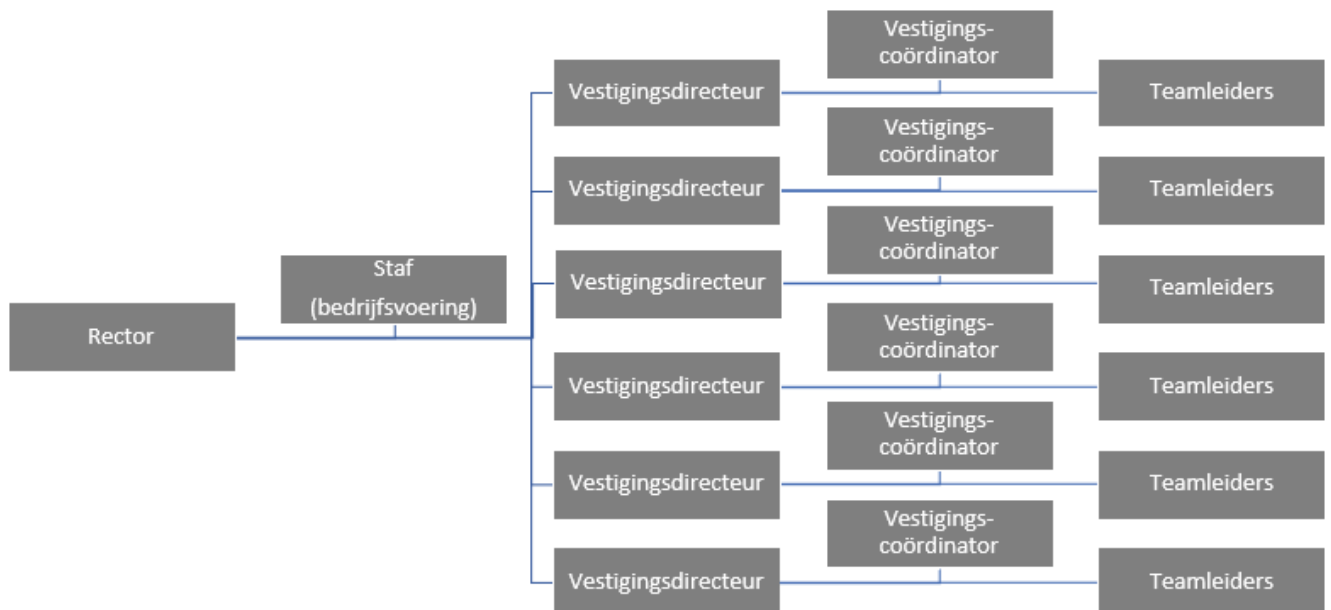 Rector
Staf
(bedrijfsvoering)
Vestigingsdirecteur
Vestigings-
coördinator
Teamleiders
Vestigingsdirecteur
Vestigings-
coördinator
Teamleiders
Vestigingsdirecteur
Vestigings-
coördinator
Teamleiders
Vestigingsdirecteur
Vestigings-
coördinator
Teamleiders
Vestigingsdirecteur
Vestigings-
coördinator
Teamleiders
Vestigingsdirecteur
Vestigings-
coördinator
Teamleiders